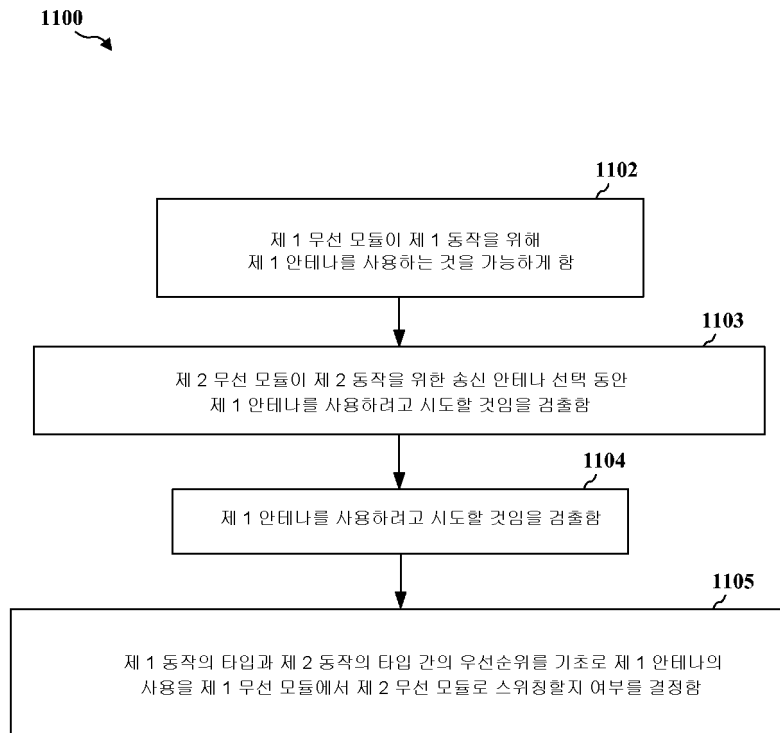 1100
1102
제 1 무선 모듈이 제 1 동작을 위해
제 1 안테나를 사용하는 것을 가능하게 함
1103
제 2 무선 모듈이 제 2 동작을 위한 송신 안테나 선택 동안
제 1 안테나를 사용하려고 시도할 것임을 검출함
1104
제 1 안테나를 사용하려고 시도할 것임을 검출함
1105
제 1 동작의 타입과 제 2 동작의 타입 간의 우선순위를 기초로 제 1 안테나의
사용을 제 1 무선 모듈에서 제 2 무선 모듈로 스위칭할지 여부를 결정함